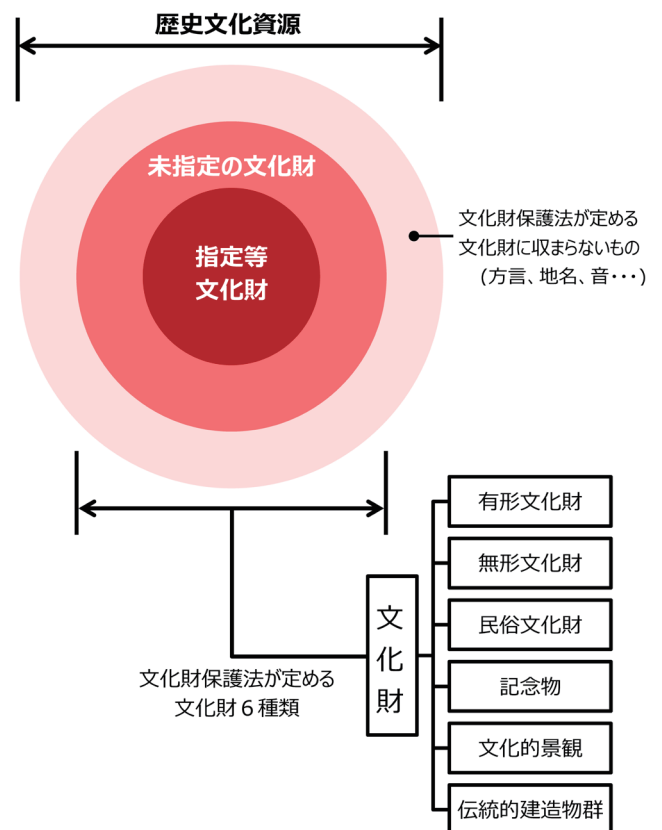 歴史文化資源
未指定の文化財
指定等
文化財
文化財保護法が定める
文化財に収まらないもの
(方言、地名、音・・・)
文化財保護法が定める
文化財6種類
文化財
有形文化財
無形文化財
民俗文化財
記念物
文化的景観
伝統的建造物群